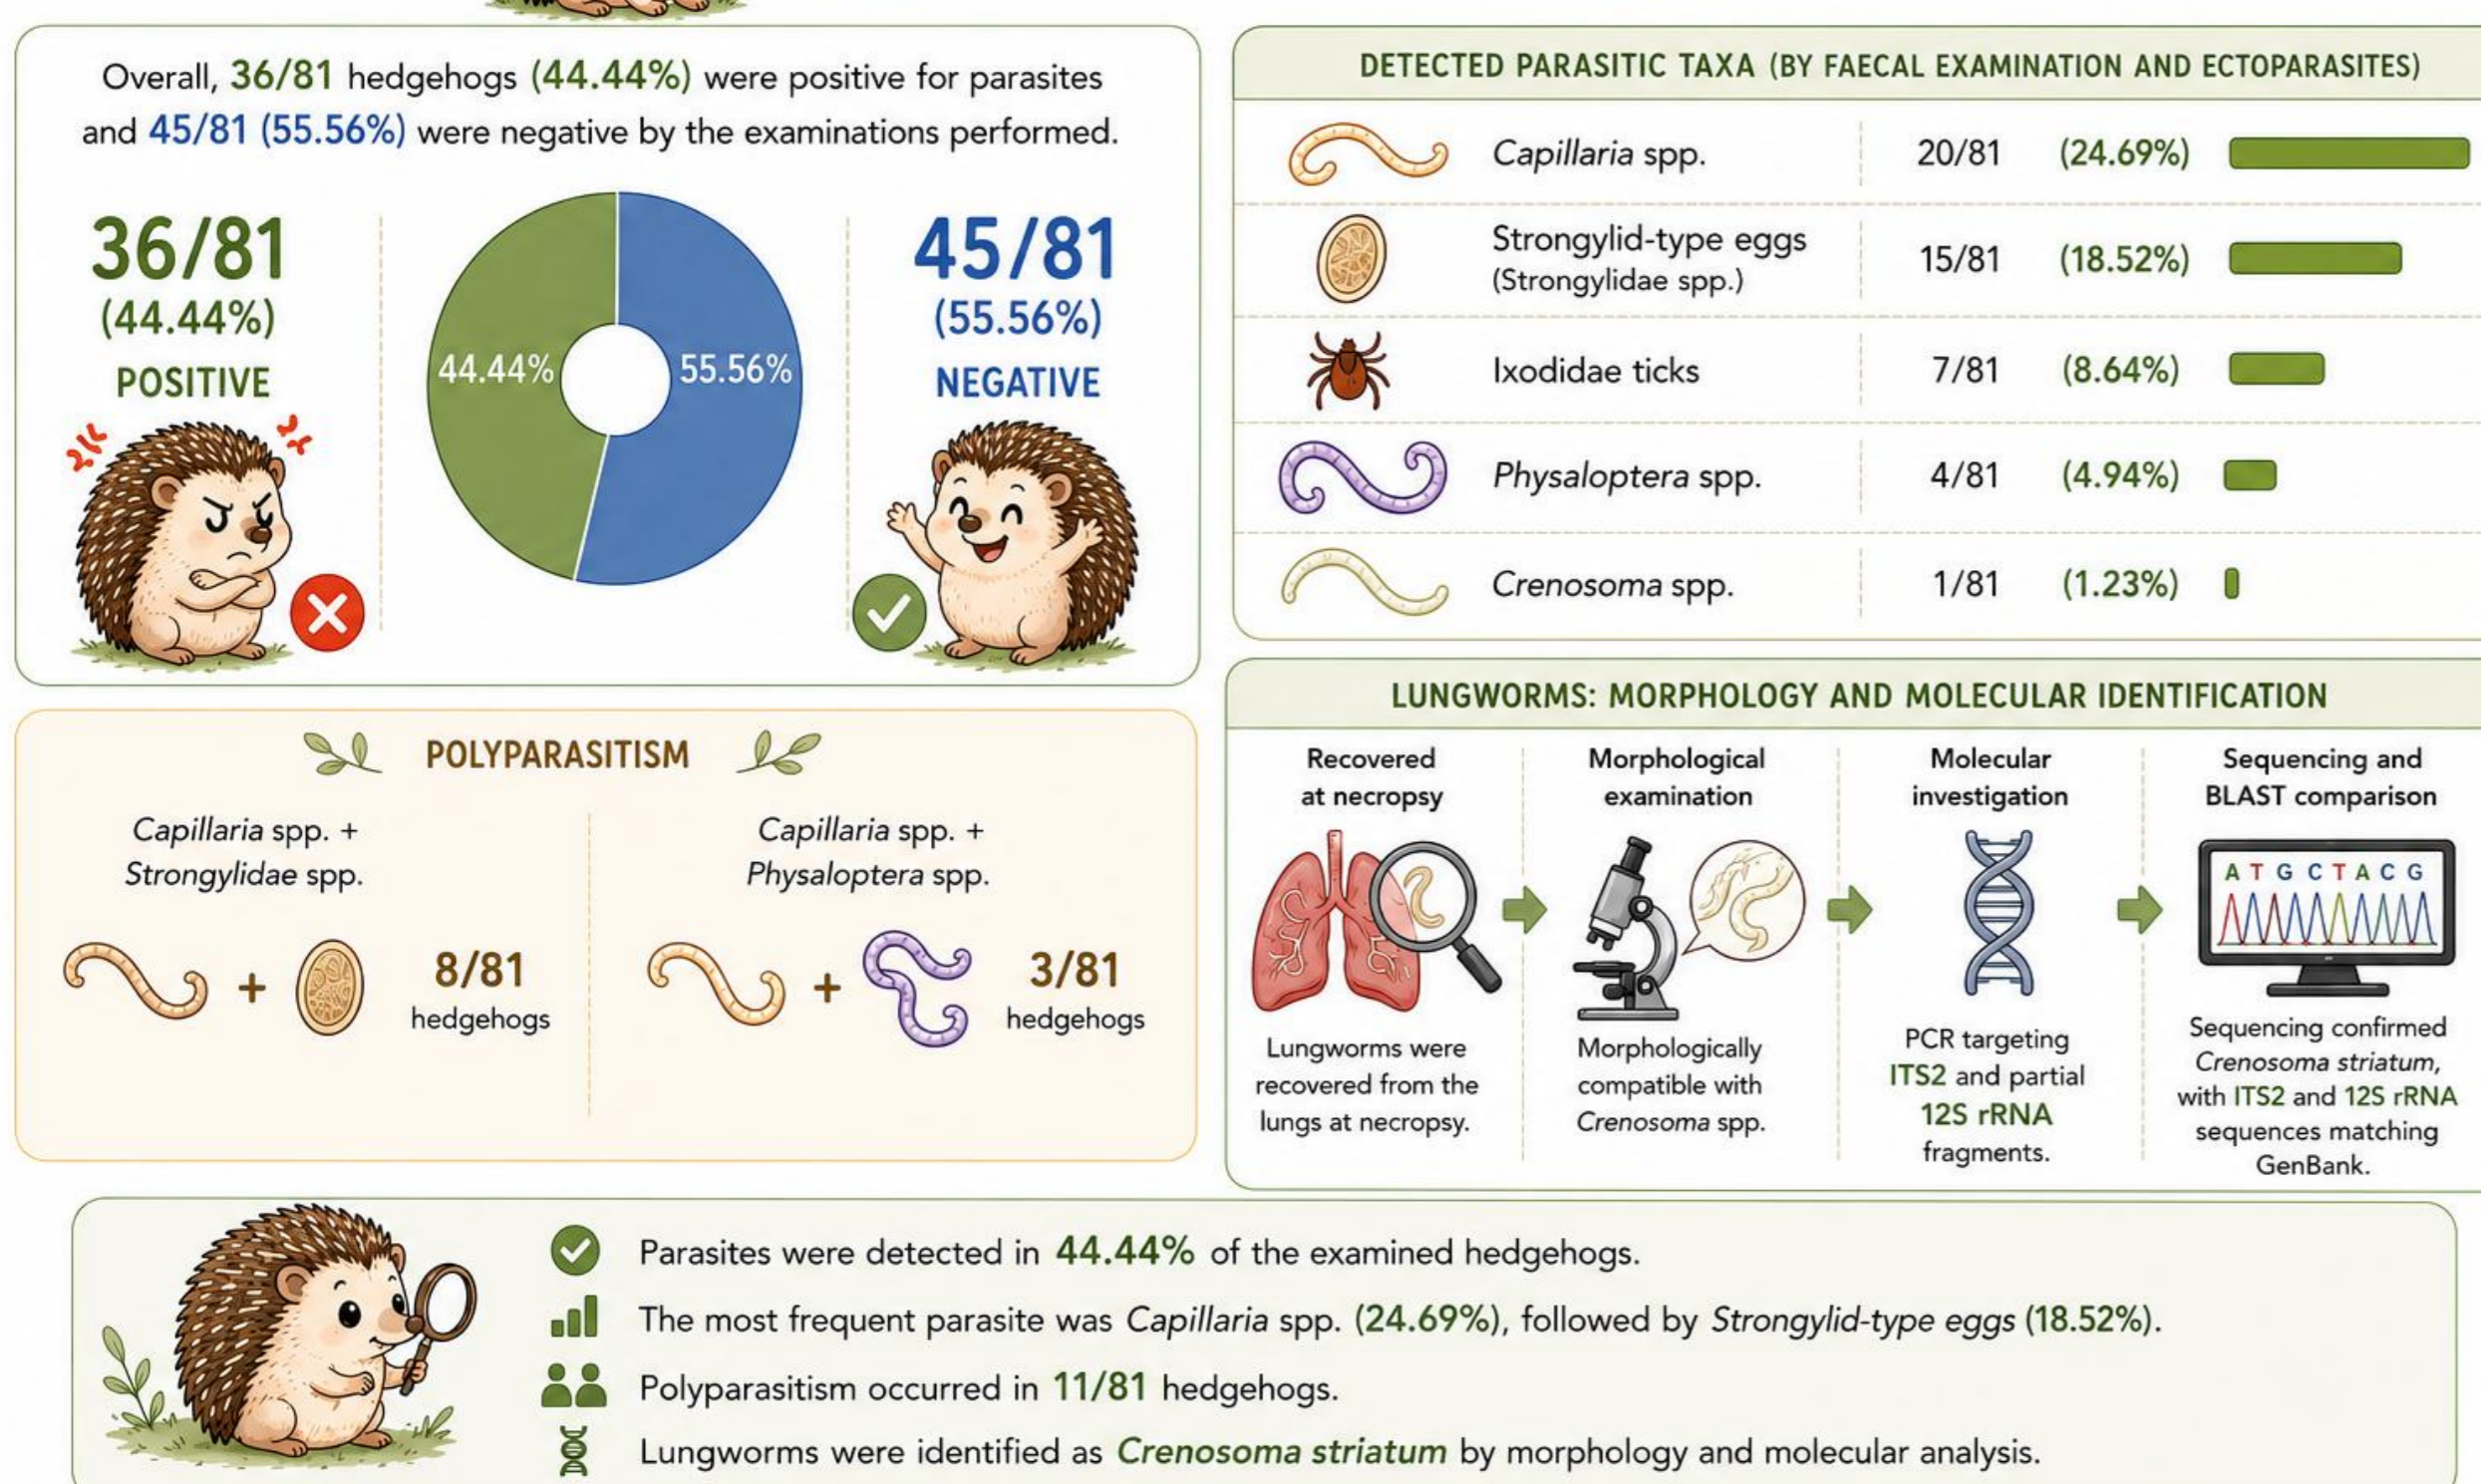 Overall, 36/81 hedgehogs (44.44%) were positive for parasites
and 45/81 (55.56%) were negative by the examinations performed.
36/81
(44.44%)
POSITIVE
44.44%
55.56%
45/81
(55.56%)
NEGATIVE
DETECTED PARASITIC TAXA (BY FAECAL EXAMINATION AND ECTOPARASITES)
Capillaria spp. 20/81 (24.69%)
Strongylid-type eggs
(Strongylidae spp.) 15/81 (18.52%)
Ixodidae ticks 7/81 (8.64%)
Physaloptera spp. 4/81 (4.94%)
Crenosoma spp. 1/81 (1.23%)
POLYPARASITISM
Capillaria spp. +
Strongylidae spp.
+
8/81
hedgehogs
Capillaria spp. +
Physaloptera spp.
+
3/81
hedgehogs
LUNGWORMS: MORPHOLOGY AND MOLECULAR IDENTIFICATION
Recovered
at necropsy
Lungworms were
recovered from the
lungs at necropsy.
Morphological
examination
Morphologically
compatible with
Crenosoma spp.
Molecular
investigation
PCR targeting
ITS2 and partial
12S rRNA
fragments.
Sequencing and
BLAST comparison
A T G C T A C G
Sequencing confirmed
Crenosoma striatum,
with ITS2 and 12S rRNA
sequences matching
GenBank.
Parasites were detected in 44.44% of the examined hedgehogs.
The most frequent parasite was Capillaria spp. (24.69%), followed by Strongylid-type eggs (18.52%).
Polyparasitism occurred in 11/81 hedgehogs.
Lungworms were identified as Crenosoma striatum by morphology and molecular analysis.